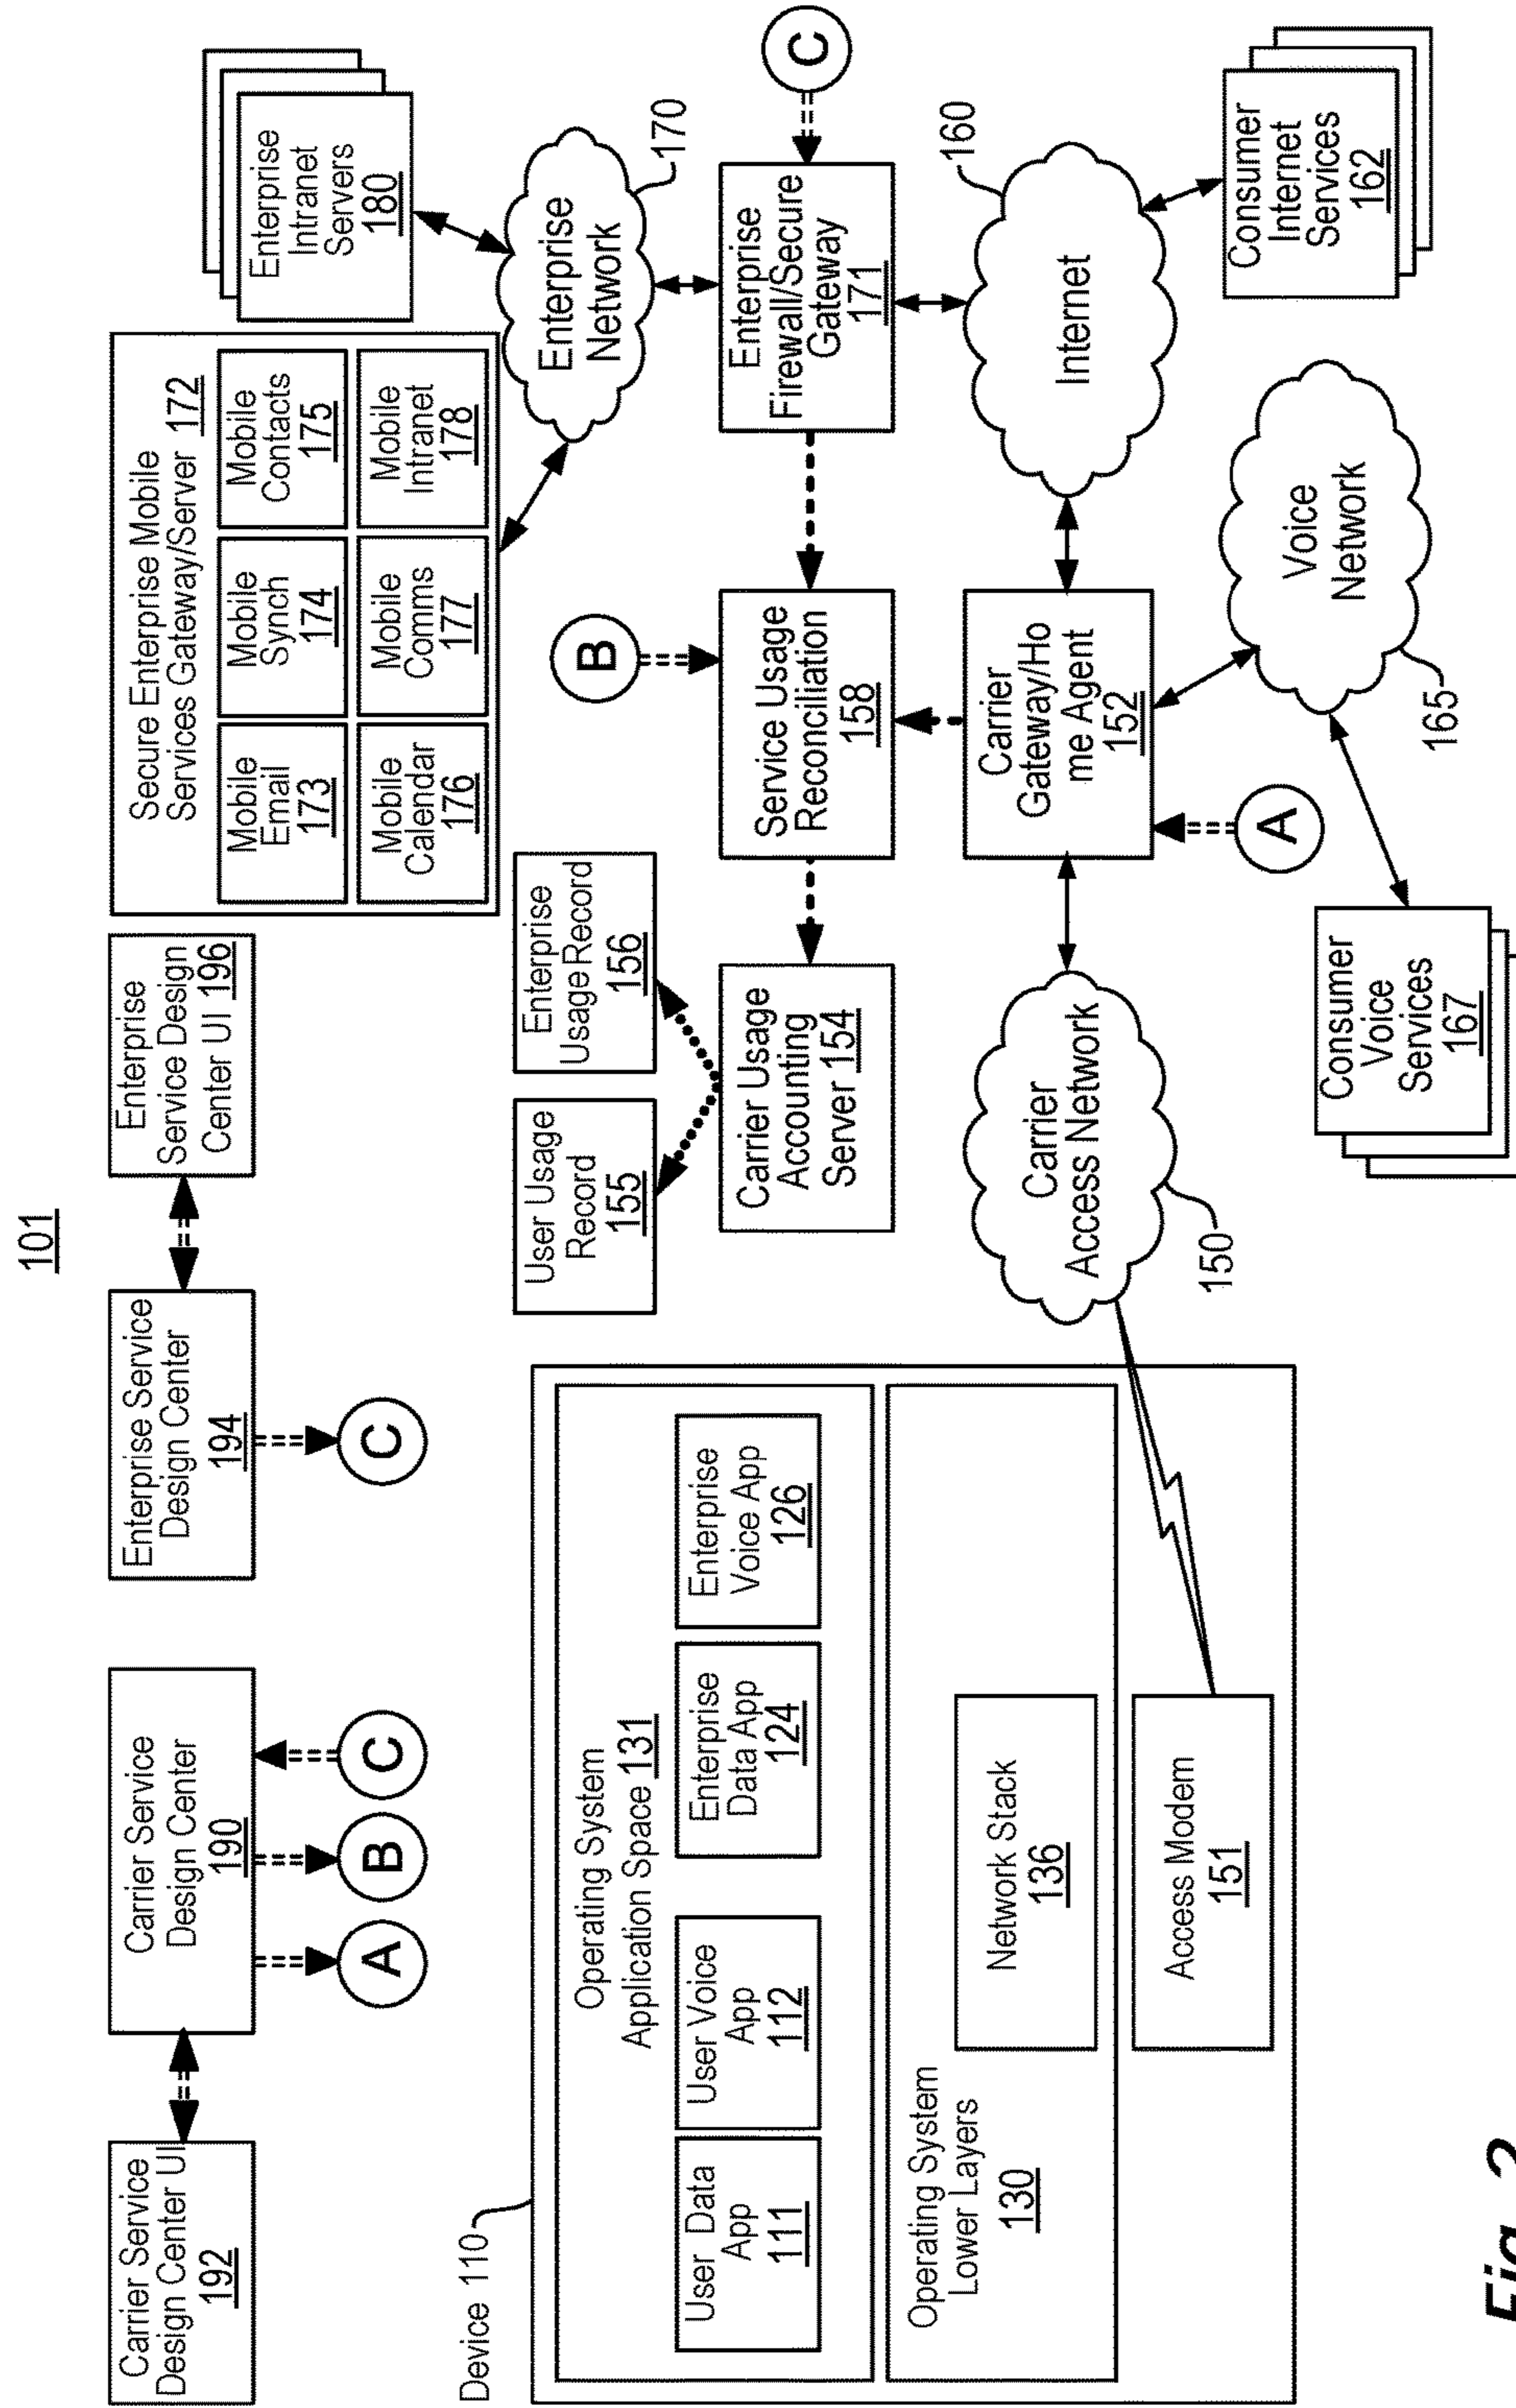 101
Carrier Service
Design Center UI
192
Carrier Service
Design Center
190
A
B
C
Enterprise Service
Design Center
194
C
Enterprise
Service Design
Center UI 196
Secure Enterprise Mobile
Services Gateway/Server 172
Mobile
Email
173
Mobile
Synch
174
Mobile
Contacts
175
Mobile
Calendar
176
Mobile
Comms
177
Mobile
Intranet
178
Enterprise
Intranet
Servers
180
Enterprise
Network
170
Device 110
Operating System
Application Space 131
User Data
App
111
User Voice
App
112
Enterprise
Data App
124
Enterprise
Voice App
126
Operating System
Lower Layers
130
Network Stack
136
Access Modem
151
User Usage
Record
155
Enterprise
Usage Record
156
Carrier Usage
Accounting
Server 154
B
Service Usage
Reconciliation
158
Enterprise
Firewall/Secure
Gateway
171
C
Carrier
Access Network
150
Carrier
Gateway/Ho
me Agent
152
A
Internet
160
Consumer
Internet
Services
162
Voice
Network
165
Consumer
Voice
Services
167
Fig. 2